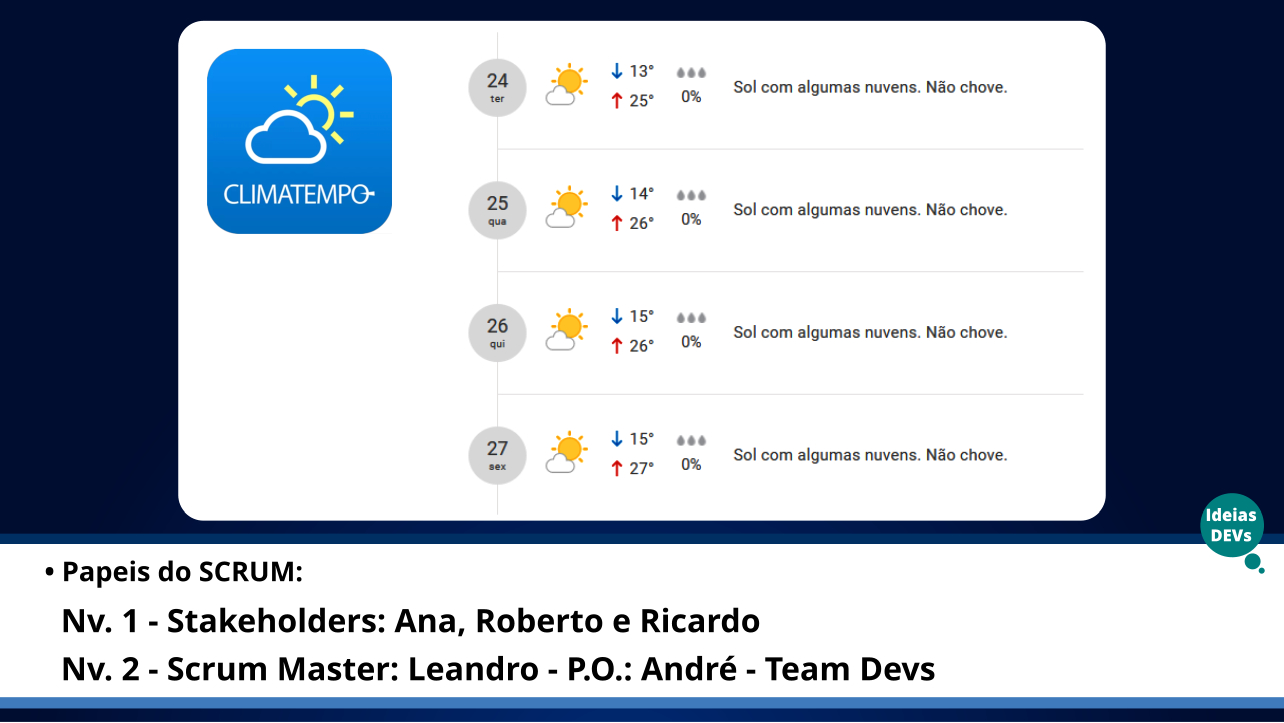 CLIMATEMPO
24
ter
13°
25°
0%
Sol com algumas nuvens. Não chove.
25
qua
14°
26°
0%
Sol com algumas nuvens. Não chove.
26
qui
15°
26°
0%
Sol com algumas nuvens. Não chove.
27
sex
15°
27°
0%
Sol com algumas nuvens. Não chove.
Ideias
DEVs
• Papeis do SCRUM:
Nv. 1 - Stakeholders: Ana, Roberto e Ricardo
Nv. 2 - Scrum Master: Leandro - P.O.: André - Team Devs